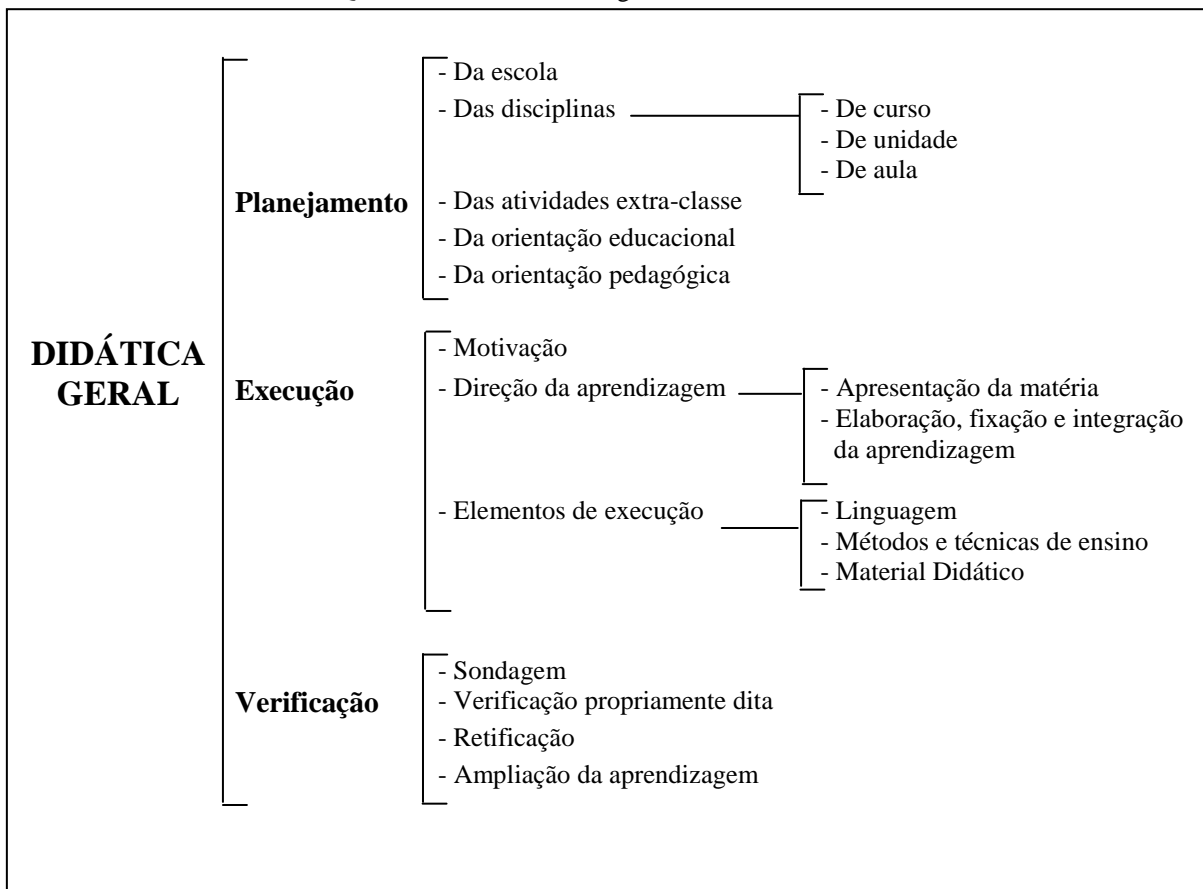 - Da escola
- Das disciplinas
- De curso
- De unidade
- De aula
Planejamento
- Das atividades extra-classe
- Da orientação educacional
- Da orientação pedagógica
DIDÁTICA
GERAL
Execução
- Motivação
- Direção da aprendizagem
- Apresentação da matéria
- Elaboração, fixação e integração
da aprendizagem
- Elementos de execução
- Linguagem
- Métodos e técnicas de ensino
- Material Didático
Verificação
- Sondagem
- Verificação propriamente dita
- Retificação
- Ampliação da aprendizagem